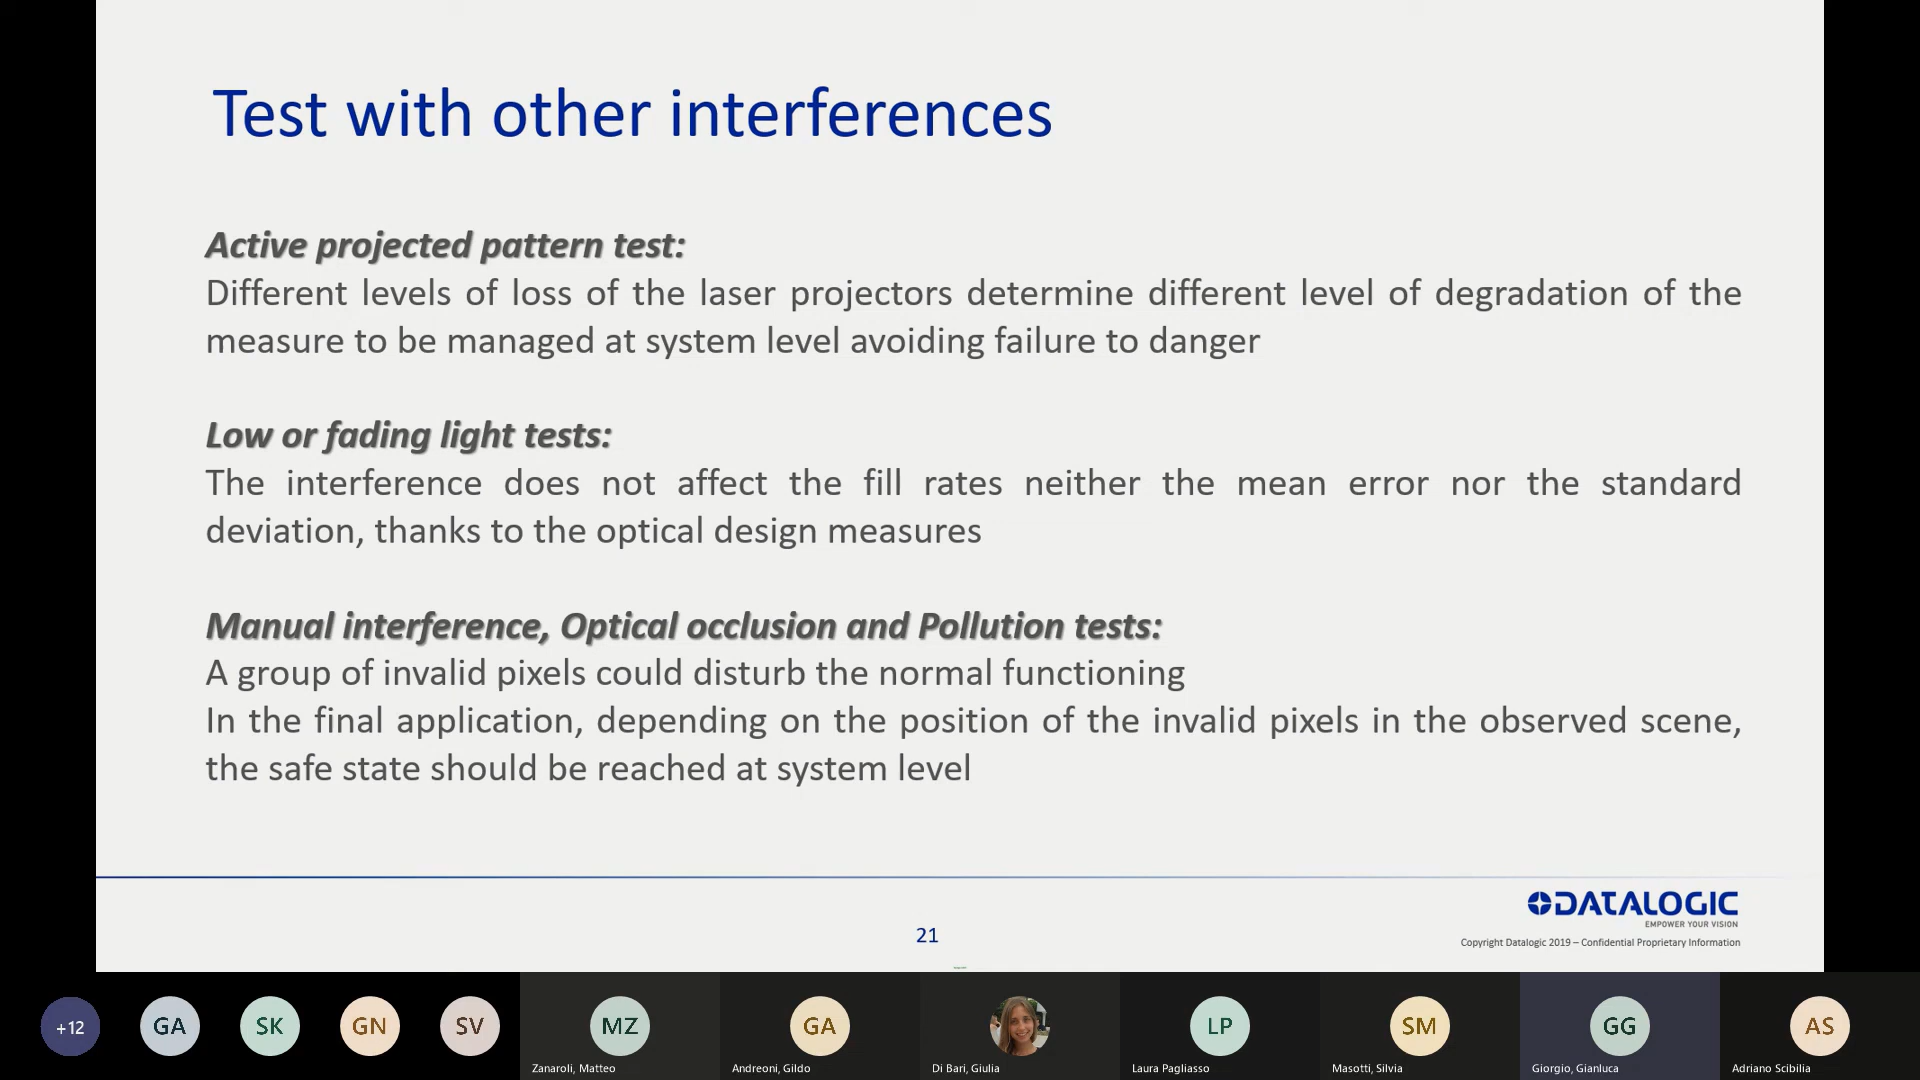 Test with other interferences
Active projected pattern test:
Different levels of loss of the laser projectors determine different level of degradation of the
measure to be managed at system level avoiding failure to danger
Low or fading light tests:
The interference does not affect the fill rates neither the mean error nor the standard
deviation, thanks to the optical design measures
Manual interference, Optical occlusion and Pollution tests:
A group of invalid pixels could disturb the normal functioning
In the final application, depending on the position of the invalid pixels in the observed scene,
the safe state should be reached at system level
DATALOGIC
EMPOWER YOUR VISION
21
Copyright Datalogic 2019 – Confidential Proprietary Information
+12
GA
SK
GN
SV
MZ
GA
LP
SM
GG
AS
Zanaroli, Matteo
Andreoni, Gildo
Di Bari, Giulia
Laura Pagliasso
Masotti, Silvia
Giorgio, Gianluca
Adriano Scibilia